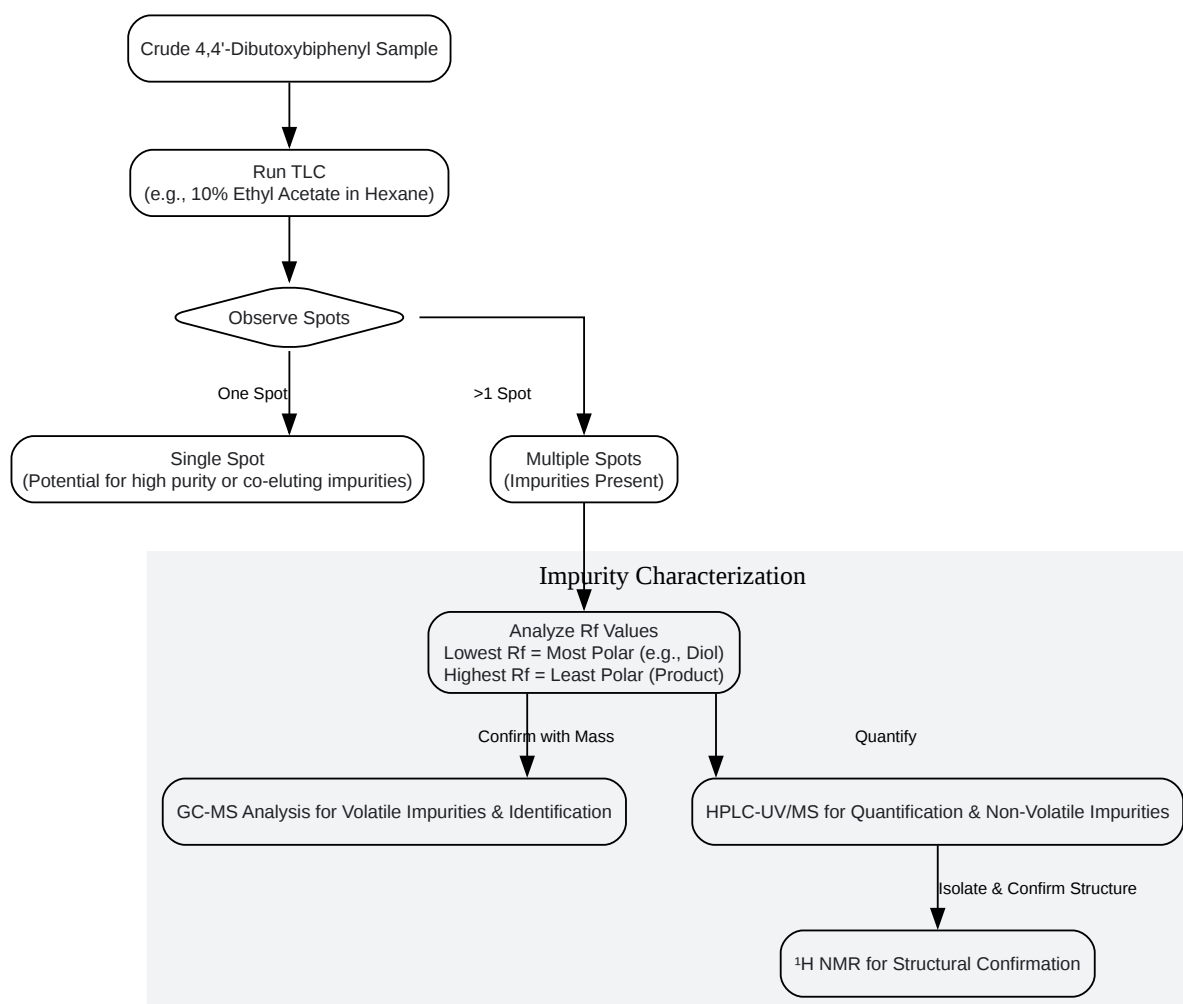 Crude 4,4'-Dibutoxybiphenyl Sample
Run TLC
(e.g., 10% Ethyl Acetate in Hexane)
Observe Spots
One Spot
>1 Spot
Single Spot
(Potential for high purity or co-eluting impurities)
Multiple Spots
(Impurities Present)
Impurity Characterization
Analyze Rf Values
Lowest Rf = Most Polar (e.g., Diol)
Highest Rf = Least Polar (Product)
Confirm with Mass
Quantify
GC-MS Analysis for Volatile Impurities & Identification
HPLC-UV/MS for Quantification & Non-Volatile Impurities
Isolate & Confirm Structure
¹H NMR for Structural Confirmation